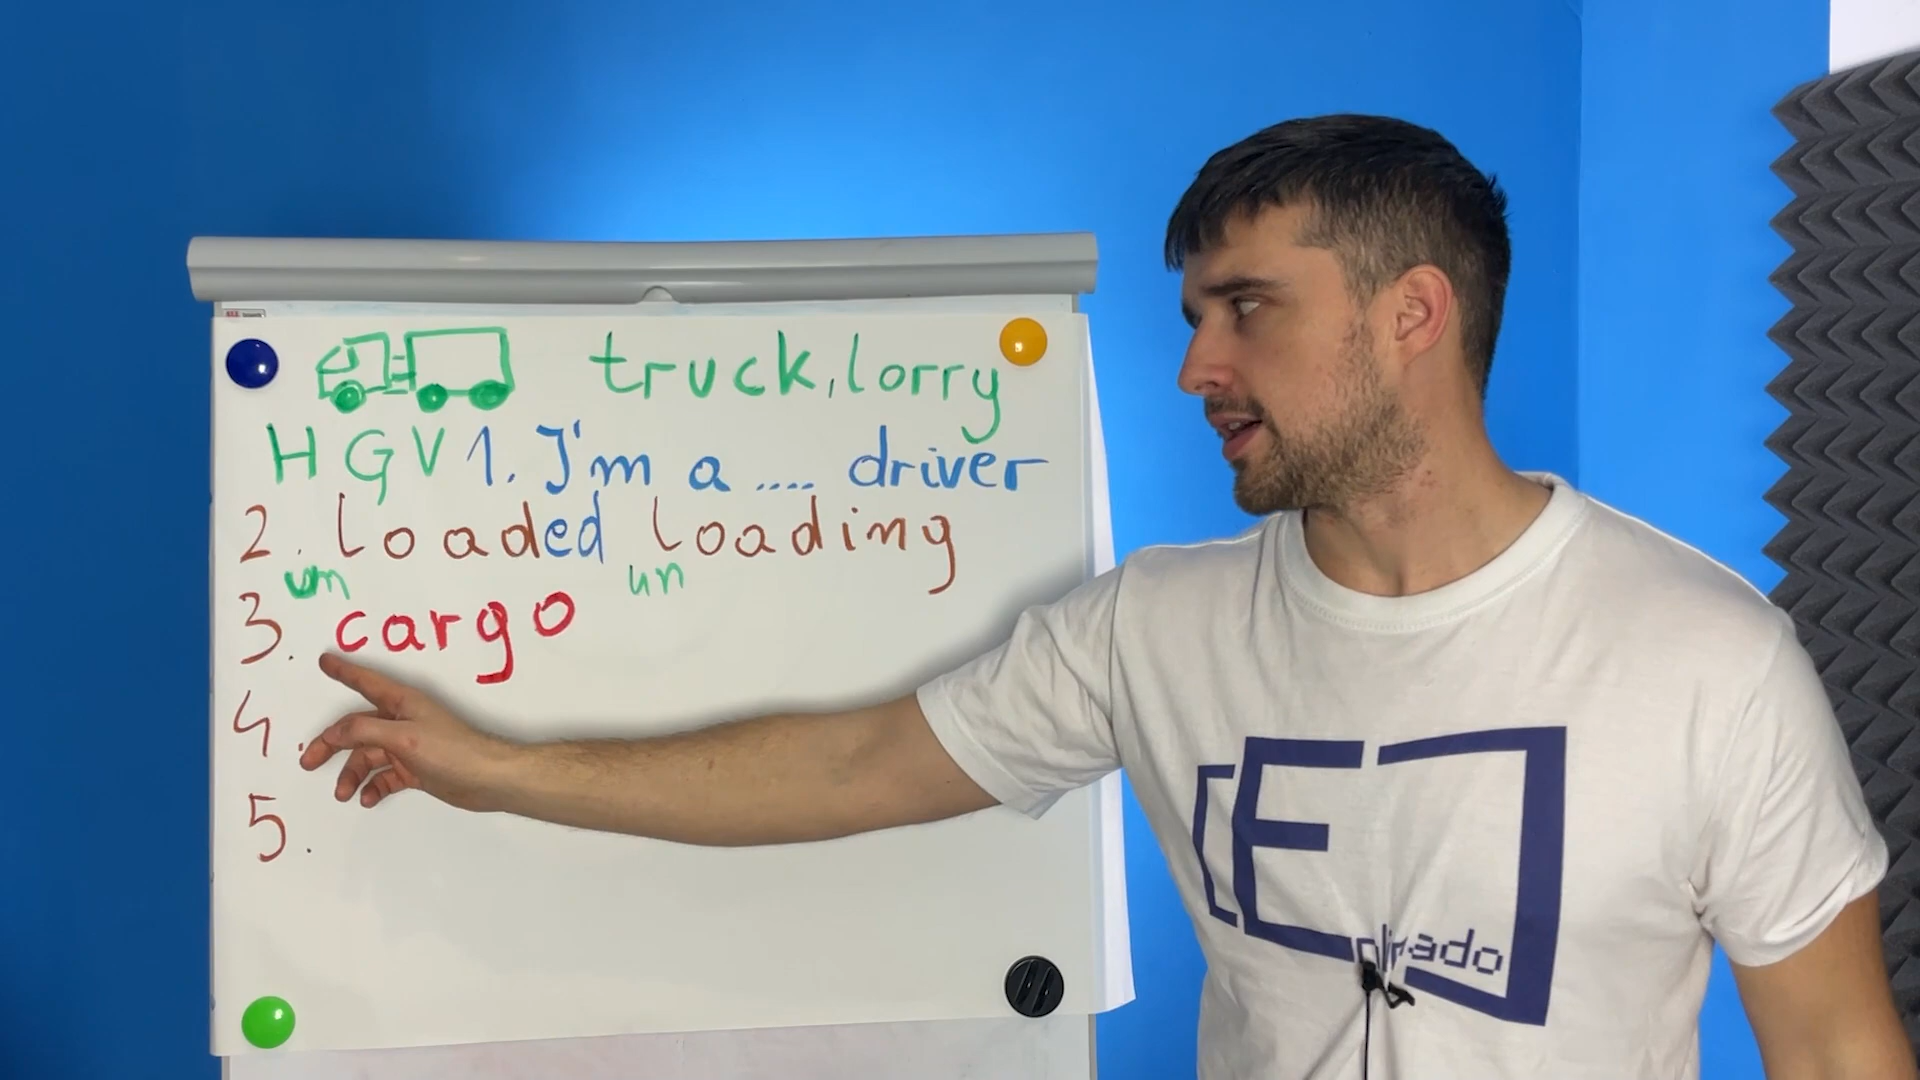 truck, lorry
HGV 1. I'm a .... driver
2. loaded loading
un un
3. cargo
4.
5.
E